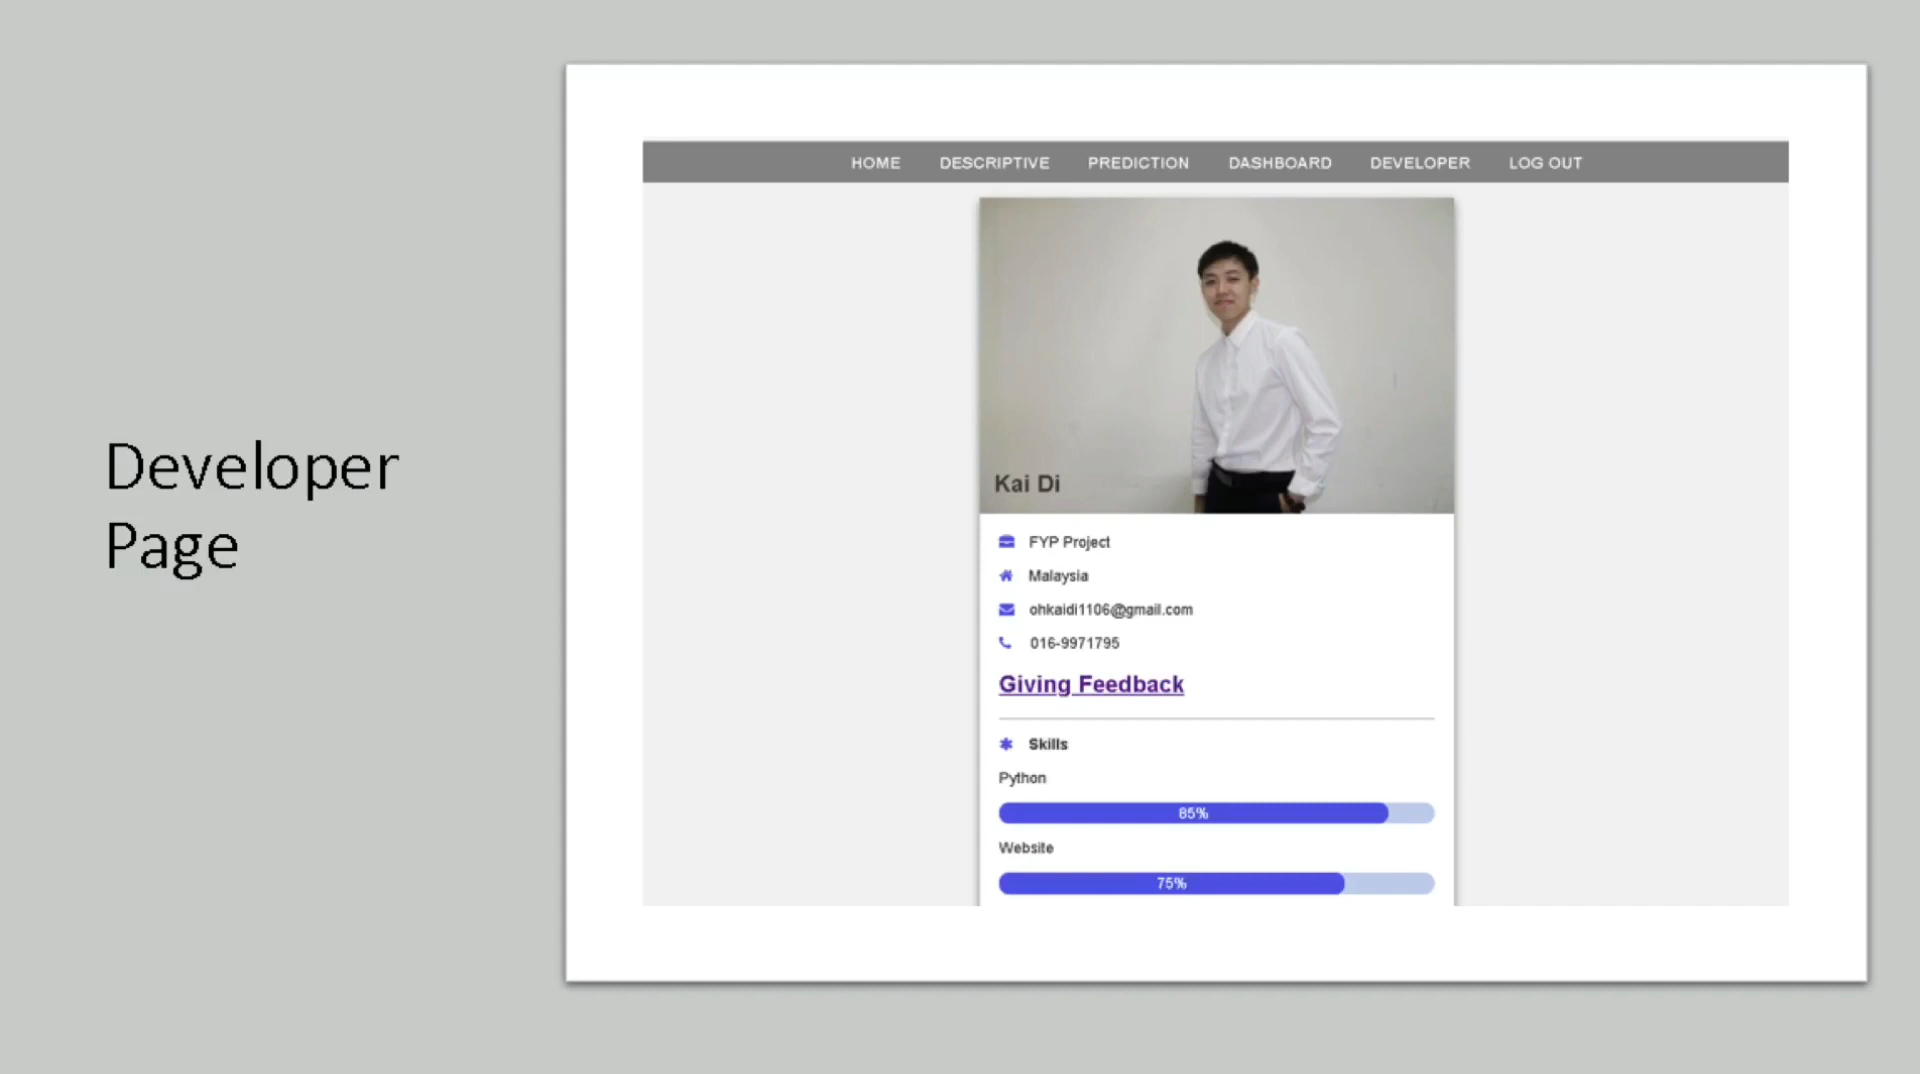 Developer
Page
HOME DESCRIPTIVE PREDICTION DASHBOARD DEVELOPER LOG OUT
Kai Di
FYP Project
Malaysia
ohkaidi1106@gmail.com
016-9971795
Giving Feedback
Skills
Python
85%
Website
75%